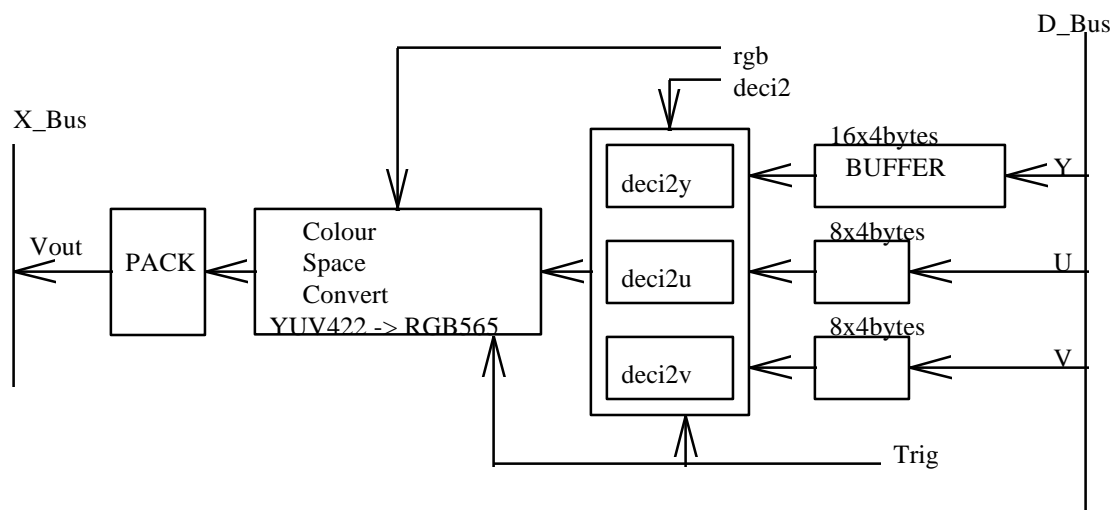 D_Bus
rgb
deci2
X_Bus
16x4bytes
BUFFER
Y
deci2y
Colour
Space
Convert
YUV422 -> RGB565
8x4bytes
Vout
PACK
deci2u
U
8x4bytes
deci2v
V
Trig